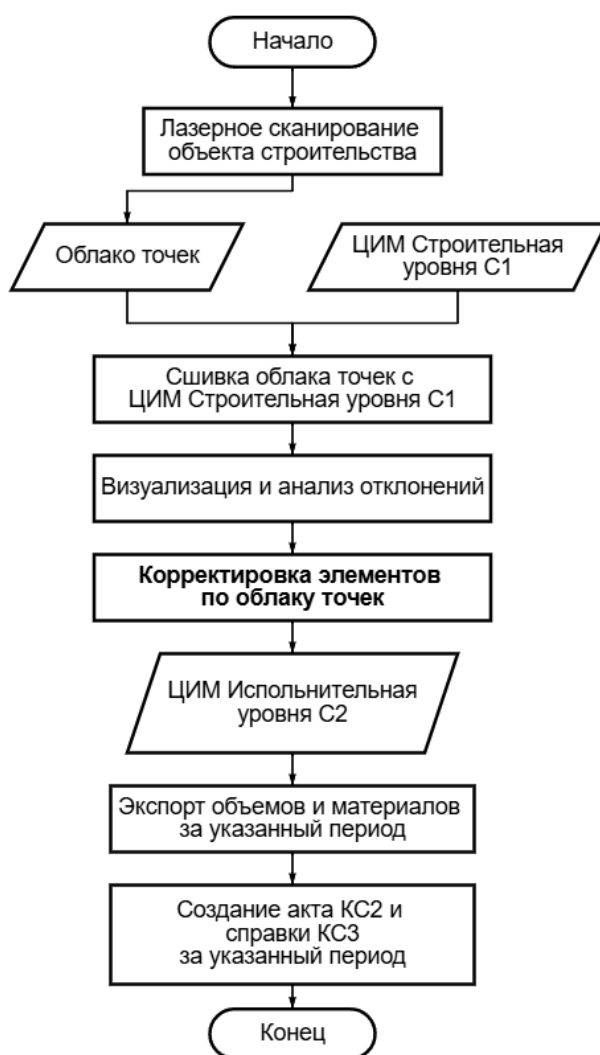 Начало
Лазерное сканирование
объекта строительства
Облако точек
ЦИМ Строительная
уровня С1
Сшивка облака точек с
ЦИМ Строительная уровня С1
Визуализация и анализ отклонений
Корректировка элементов
по облаку точек
ЦИМ Испольнительная
уровня С2
Экспорт объемов и материалов
за указанный период
Создание акта КС2 и
справки КС3
за указанный период
Конец